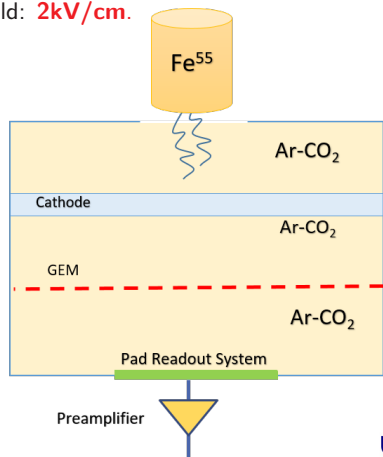 ld: 2kV/cm.
Fe⁵⁵
Ar-CO₂
Cathode
Ar-CO₂
GEM
Ar-CO₂
Pad Readout System
Preamplifier